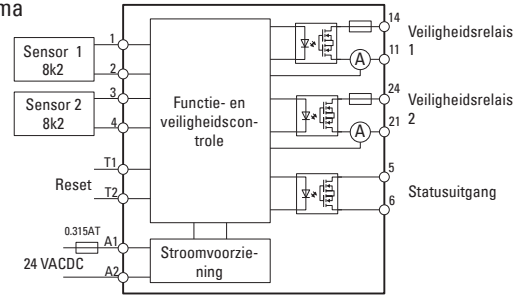 ma
Sensor 1
8k2
Sensor 2
8k2
Reset
0.315AT
24 VACDC
1
2
3
4
T1
T2
A1
A2
Functie- en
veiligheidscon-
trole
Stroomvoorzie-
ning
A
A
14
11
24
21
5
6
Veiligheidsrelais
1
Veiligheidsrelais
2
Statusuitgang